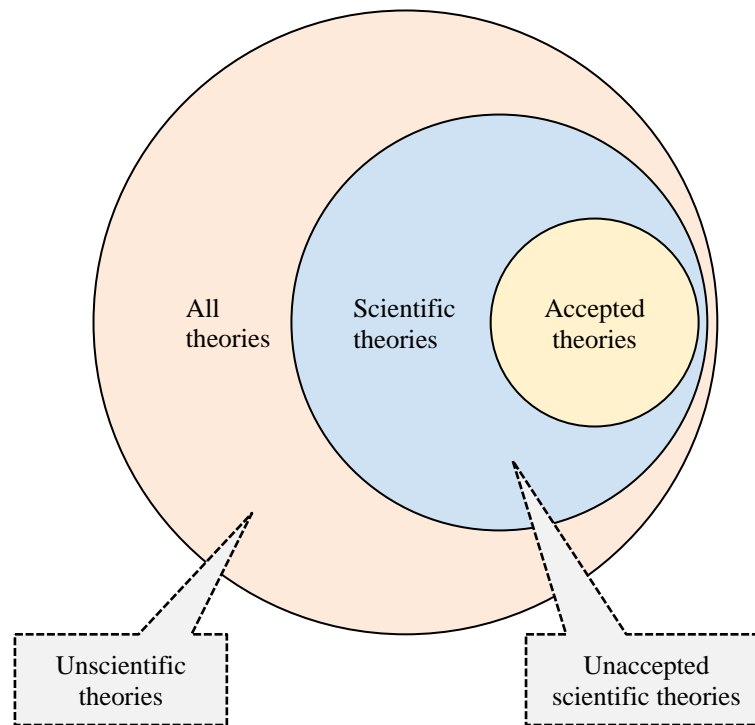 All
theories
Scientific
theories
Accepted
theories
Unscientific
theories
Unaccepted
scientific theories